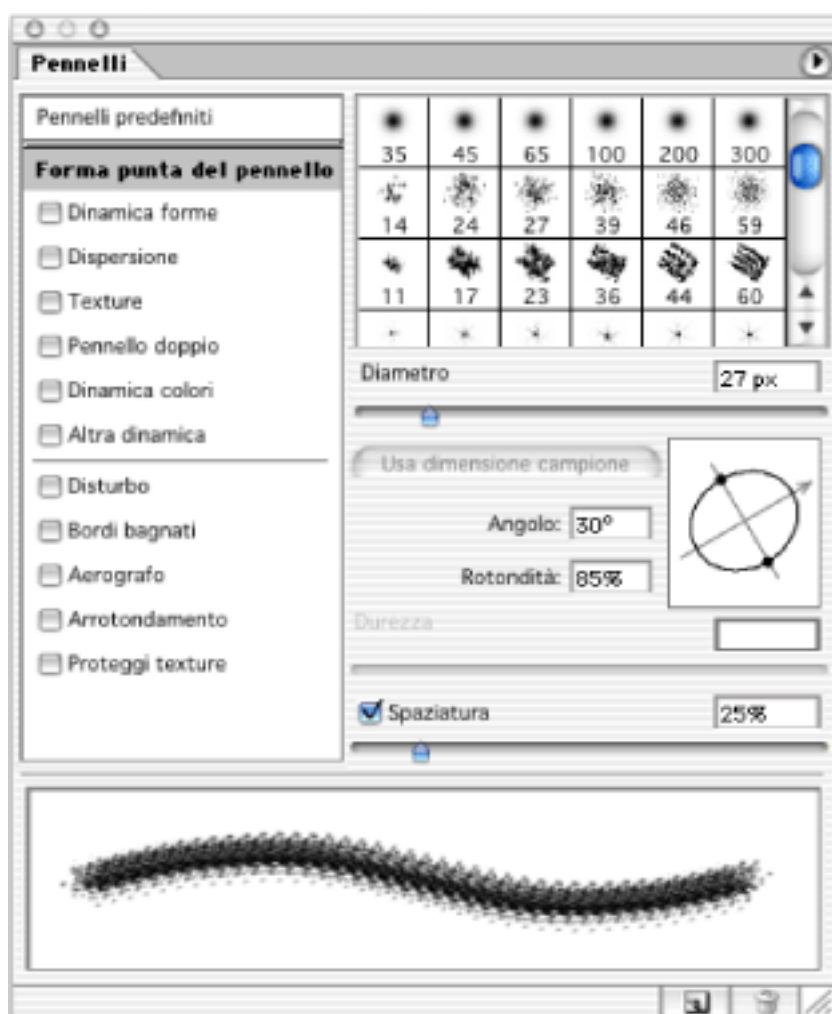 Pennelli
Pennelli predefiniti
Forma punta del pennello
Dinamica forme
Dispersione
Texture
Pennello doppio
Dinamica colori
Altra dinamica
Disturbo
Bordi bagnati
Aerografo
Arrotondamento
Proteggi texture
35 45 65 100 200 300
14 24 27 39 46 59
11 17 23 36 44 60
Diametro 27 px
Usa dimensione campione
Angolo: 30°
Rotondità: 85%
Durezza
Spaziatura 25%